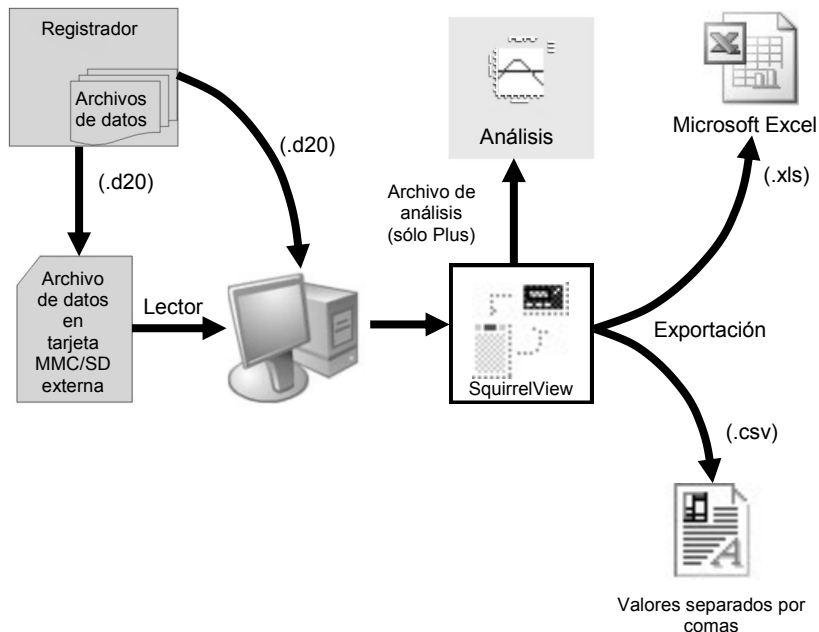 Registrador
Archivos
de datos
(.d20)
(.d20)
Archivo
de datos
en
tarjeta
MMC/SD
externa
Lector
Análisis
Archivo de
análisis
(sólo Plus)
SquirrelView
Microsoft Excel
(.xls)
Exportación
(.csv)
Valores separados por
comas